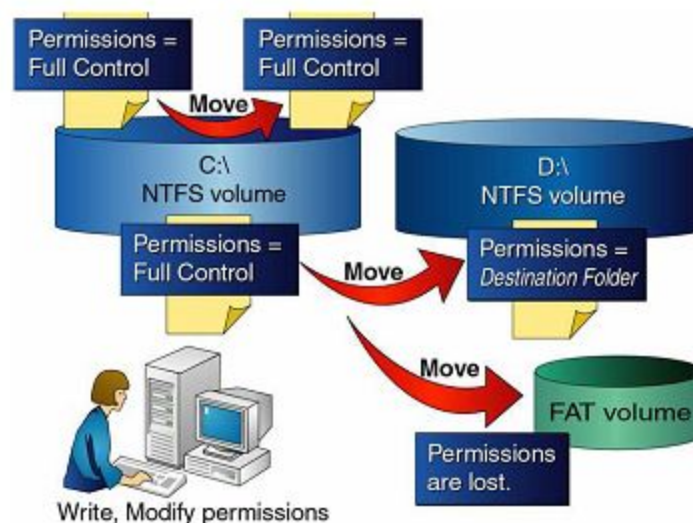 Permissions =
Full Control
Permissions =
Full Control
Move
C:\
NTFS volume
D:\
NTFS volume
Permissions =
Full Control
Move
Permissions =
Destination Folder
Move
FAT volume
Permissions
are lost.
Write, Modify permissions